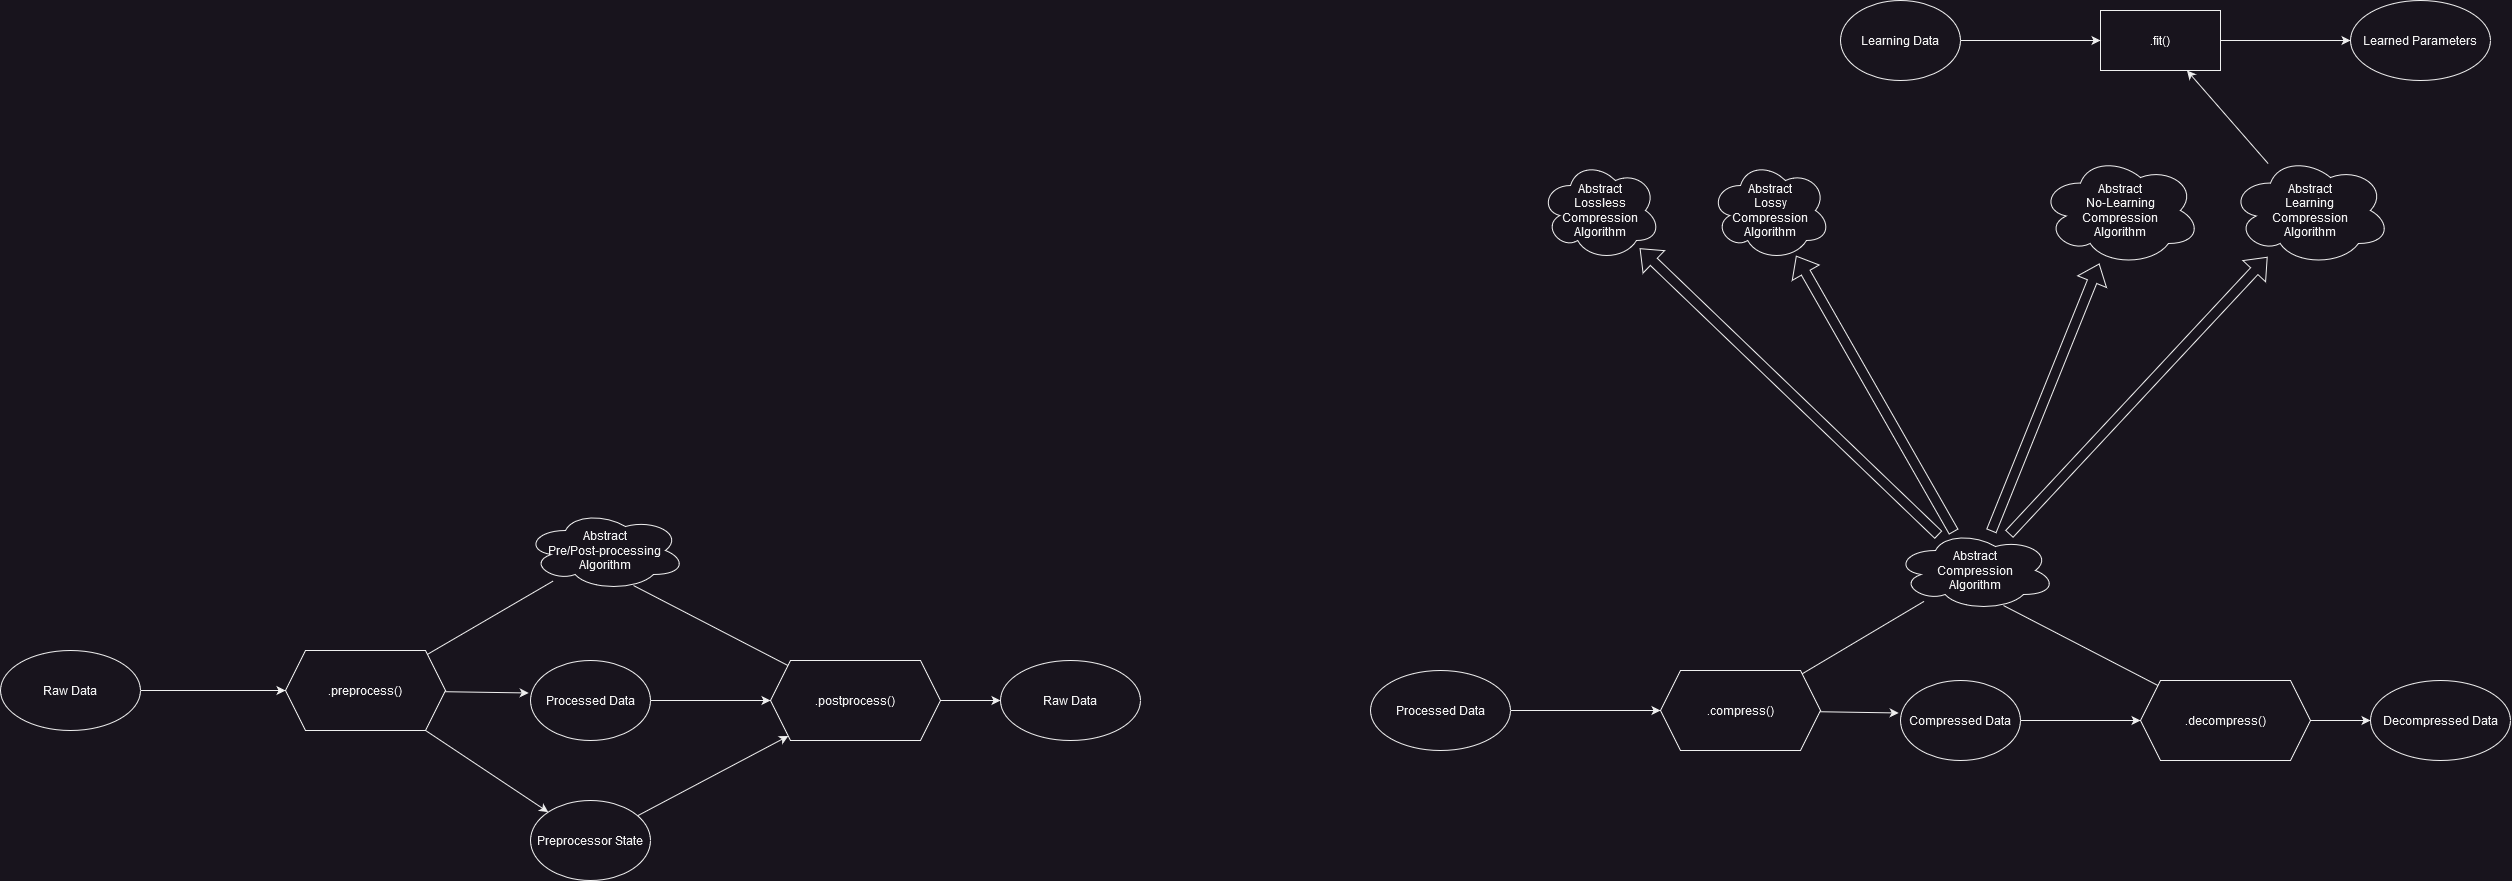 Learning Data
.fit()
Learned Parameters
Abstract
Lossless
Compression
Algorithm
Abstract
Lossy
Compression
Algorithm
Abstract
No-Learning
Compression
Algorithm
Abstract
Learning
Compression
Algorithm
Abstract
Pre/Post-processing
Algorithm
Raw Data
.preprocess()
Processed Data
.postprocess()
Raw Data
Preprocessor State
Abstract
Compression
Algorithm
Processed Data
.compress()
Compressed Data
.decompress()
Decompressed Data